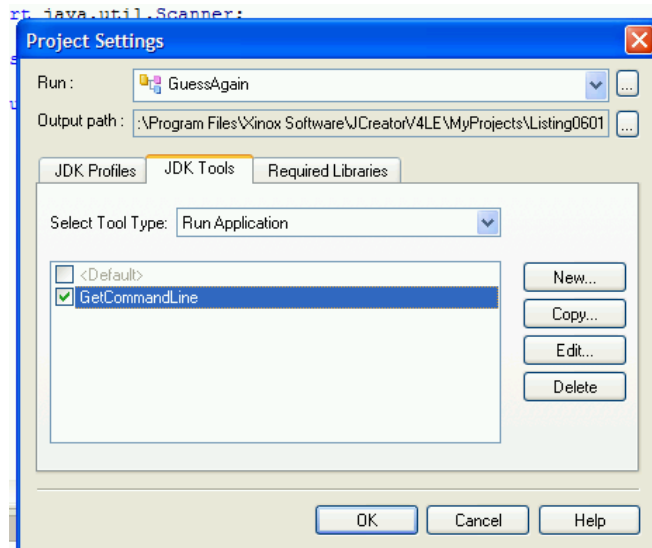 rt java.util.Scanner;
Project Settings
Run :
GuessAgain
...
Output path :
:\Program Files\Xinox Software\JCreatorV4LE\MyProjects\Listing0601
...
JDK Profiles
JDK Tools
Required Libraries
Select Tool Type:
Run Application
<Default>
GetCommandLine
New...
Copy...
Edit...
Delete
OK
Cancel
Help